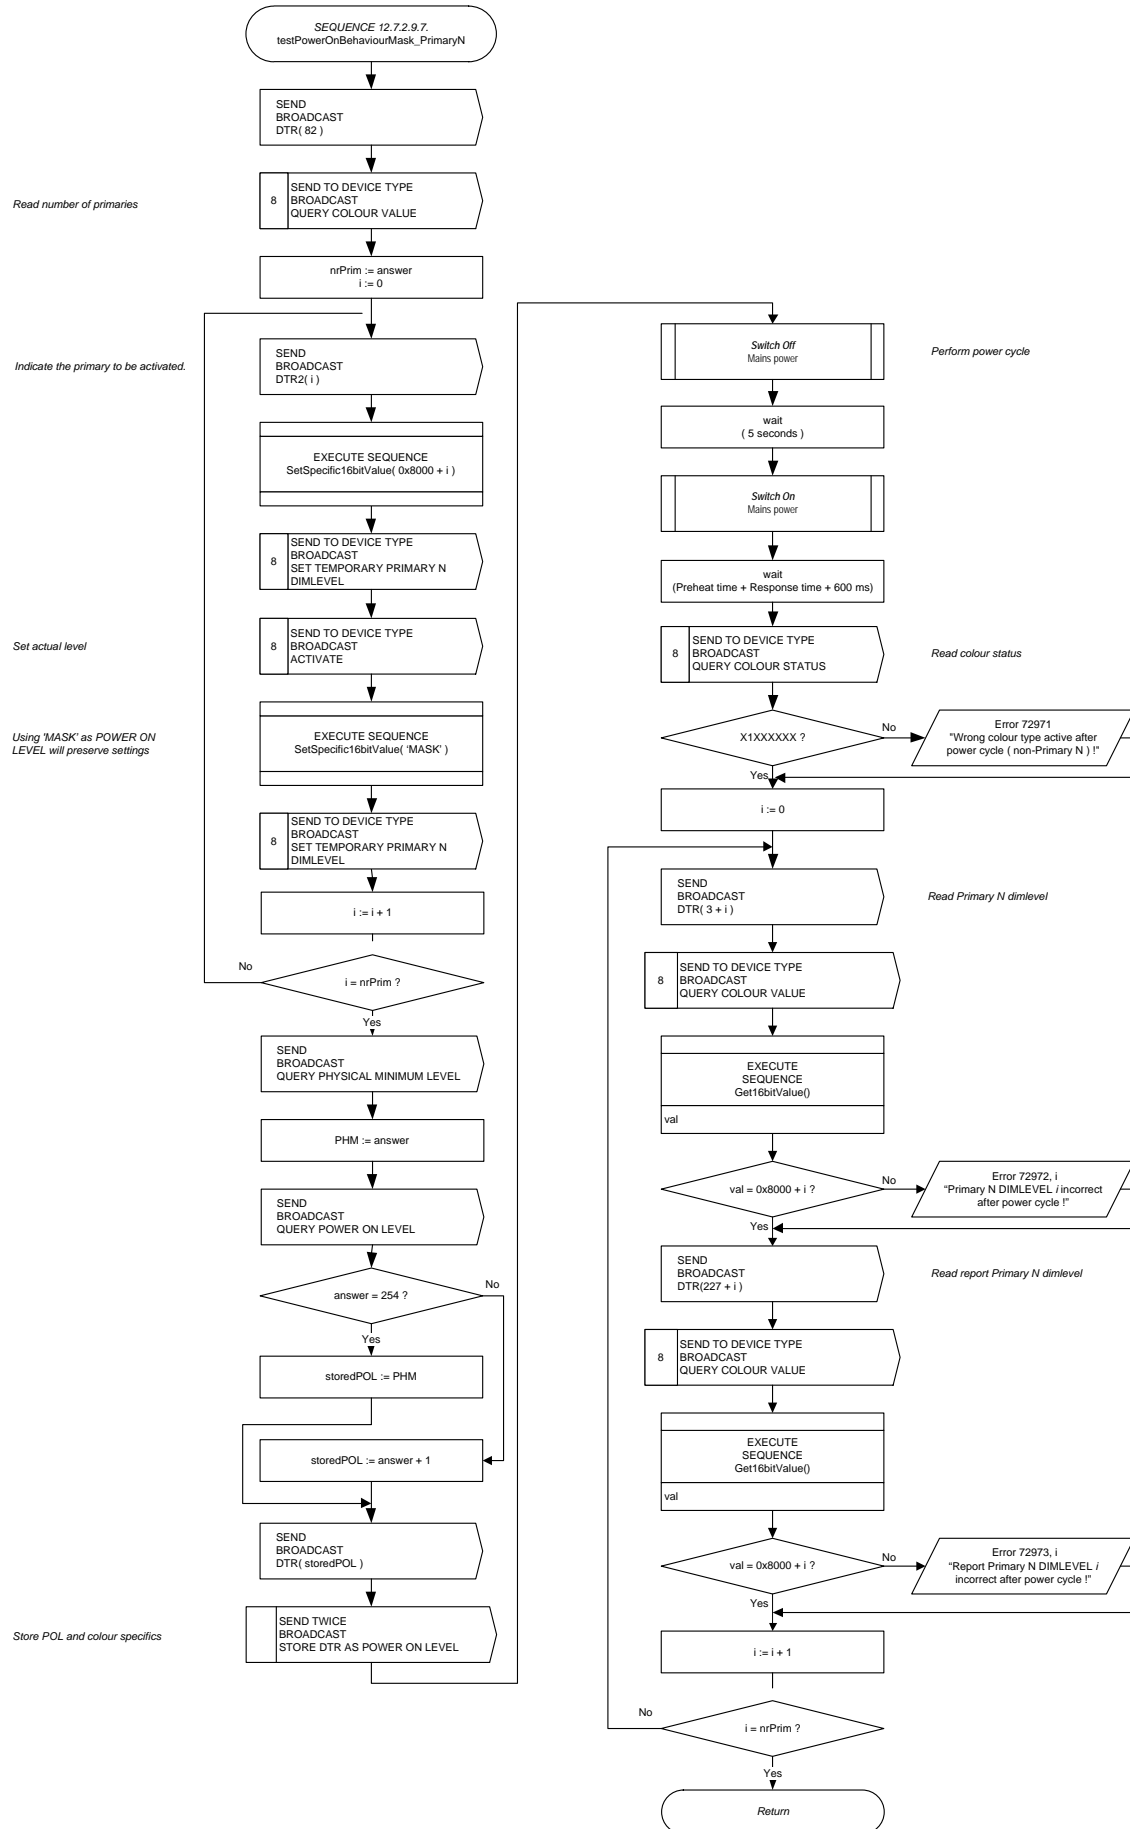 SEQUENCE 12.7.2.9.7.
testPowerOnBehaviourMask_PrimaryN
SEND
BROADCAST
DTR( 82 )
Read number of primaries
8
SEND TO DEVICE TYPE
BROADCAST
QUERY COLOUR VALUE
nrPrim := answer
i := 0
Indicate the primary to be activated.
SEND
BROADCAST
DTR2( i )
EXECUTE SEQUENCE
SetSpecific16bitValue( 0x8000 + i )
8
SEND TO DEVICE TYPE
BROADCAST
SET TEMPORARY PRIMARY N
DIMLEVEL
Set actual level
8
SEND TO DEVICE TYPE
BROADCAST
ACTIVATE
Using 'MASK' as POWER ON
LEVEL will preserve settings
EXECUTE SEQUENCE
SetSpecific16bitValue( 'MASK' )
8
SEND TO DEVICE TYPE
BROADCAST
SET TEMPORARY PRIMARY N
DIMLEVEL
i := i + 1
No
i = nrPrim ?
Yes
SEND
BROADCAST
QUERY PHYSICAL MINIMUM LEVEL
PHM := answer
SEND
BROADCAST
QUERY POWER ON LEVEL
answer = 254 ?
No
Yes
storedPOL := PHM
storedPOL := answer + 1
SEND
BROADCAST
DTR( storedPOL )
Store POL and colour specifics
SEND TWICE
BROADCAST
STORE DTR AS POWER ON LEVEL
Switch Off
Mains power
Perform power cycle
wait
( 5 seconds )
Switch On
Mains power
wait
(Preheat time + Response time + 600 ms)
8
SEND TO DEVICE TYPE
BROADCAST
QUERY COLOUR STATUS
Read colour status
X1XXXXXX ?
No
Error 72971
"Wrong colour type active after
power cycle ( non-Primary N ) !"
Yes
i := 0
SEND
BROADCAST
DTR( 3 + i )
Read Primary N dimlevel
8
SEND TO DEVICE TYPE
BROADCAST
QUERY COLOUR VALUE
EXECUTE
SEQUENCE
Get16bitValue()
val
val = 0x8000 + i ?
No
Error 72972, i
“Primary N DIMLEVEL i incorrect
after power cycle !”
Yes
SEND
BROADCAST
DTR(227 + i )
Read report Primary N dimlevel
8
SEND TO DEVICE TYPE
BROADCAST
QUERY COLOUR VALUE
EXECUTE
SEQUENCE
Get16bitValue()
val
val = 0x8000 + i ?
No
Error 72973, i
“Report Primary N DIMLEVEL i
incorrect after power cycle !”
Yes
i := i + 1
No
i = nrPrim ?
Yes
Return